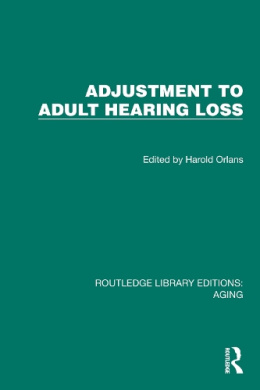 ADJUSTMENT TO
ADULT HEARING LOSS
Edited by Harold Orlans
ROUTLEDGE LIBRARY EDITIONS:
AGING
ROUTLEDGE